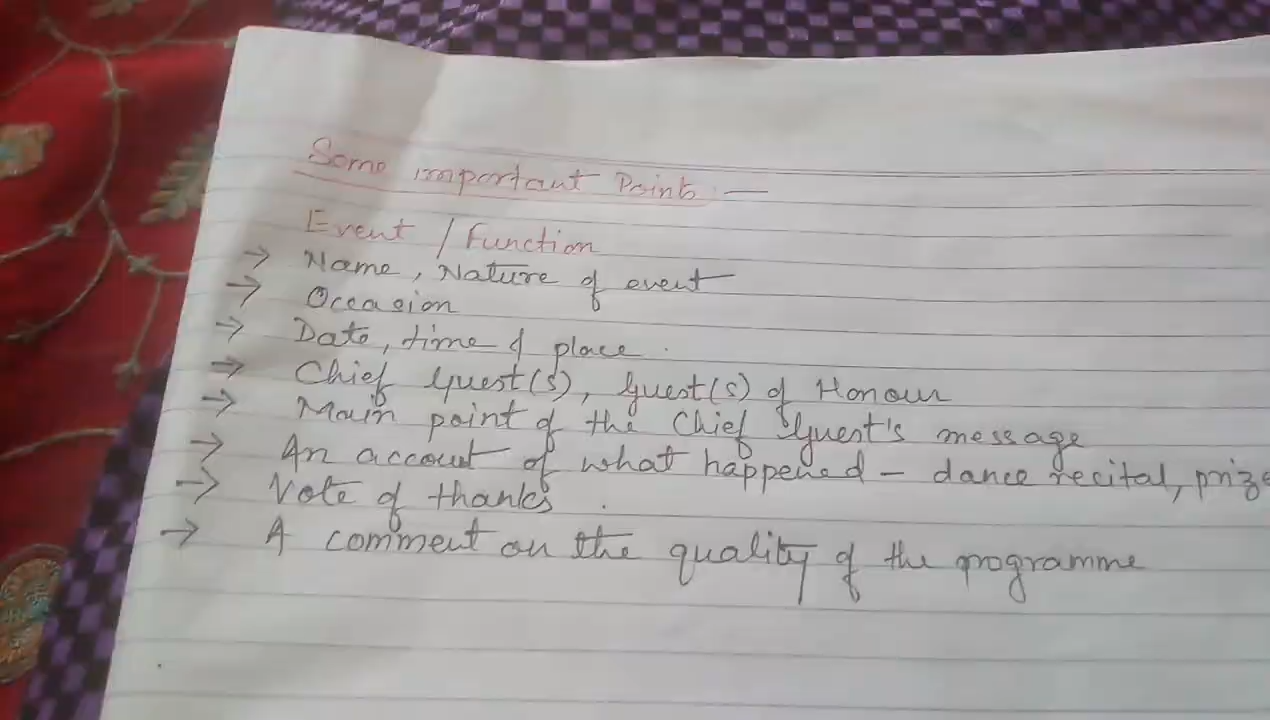 Some important Points :—
Event / Function
→ Name, Nature of event
→ Occasion
→ Date, time & place.
→ Chief Guest(s), Guest(s) of Honour
→ Main point of the Chief Guest's message
→ An account of what happened – dance recital, prize
→ Vote of thanks.
→ A comment on the quality of the programme